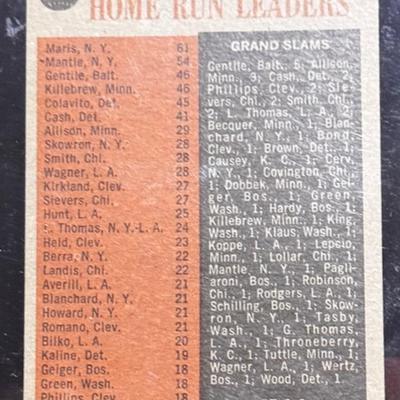 HOME RUN LEADERS
Maris, N. Y. 61
Mantle, N. Y. 54
Gentile, Balt. 46
Killebrew, Minn. 46
Colavito, Det. 45
Cash, Det. 41
Allison, Minn. 29
Skowron, N. Y. 28
Smith, Chi. 28
Wagner, L. A. 28
Kirkland, Clev. 27
Sievers, Chi. 27
Hunt, L. A. 25
L. Thomas, N. Y.-L. A. 24
Held, Clev. 23
Berra, N. Y. 22
Landis, Chi. 22
Averill, L. A. 21
Blanchard, N. Y. 21
Howard, N. Y. 21
Romano, Clev. 21
Bilko, L. A. 20
Kaline, Det. 19
Geiger, Bos. 18
Green, Wash. 18
Phillips, Clev. 18
GRAND SLAMS
Gentile, Balt., 5; Allison,
Minn., 3; Cash, Det., 2;
Phillips, Clev., 2; Sie-
vers, Chi., 2; Smith, Chi.,
2; L. Thomas, L. A., 2;
Becquer, Minn., 1; Blan-
chard, N. Y., 1; Bond,
Clev., 1; Brown, Det., 1;
Causey, K. C., 1; Cerv,
N. Y., 1; Covington, Chi.,
1; Dobbek, Minn., 1; Gei-
ger, Bos., 1; Green,
Wash., 1; Hardy, Bos., 1;
Killebrew, Minn., 1; King,
Wash., 1; Klaus, Wash., 1;
Koppe, L. A., 1; Lepcio,
Minn., 1; Lollar, Chi., 1;
Mantle, N. Y., 1; Pagli-
aroni, Bos., 1; Robinson,
Chi., 1; Rodgers, L. A., 1;
Schilling, Bos., 1; Skow-
ron, N. Y., 1; Tasby,
Wash., 1; G. Thomas,
L. A., 1; Throneberry,
K. C., 1; Tuttle, Minn., 1;
Wagner, L. A., 1; Wertz,
Bos., 1; Wood, Det., 1